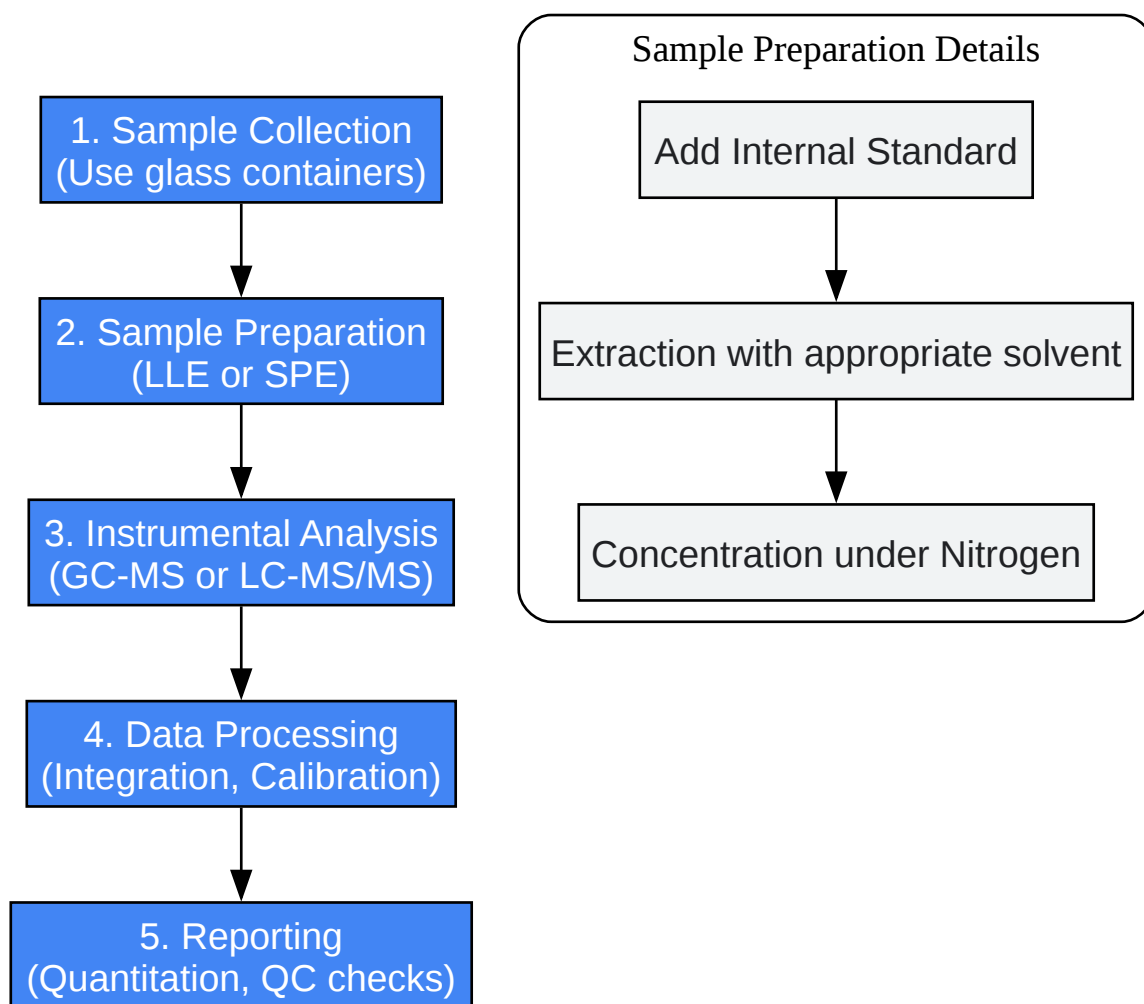 1. Sample Collection
(Use glass containers)
2. Sample Preparation
(LLE or SPE)
3. Instrumental Analysis
(GC-MS or LC-MS/MS)
4. Data Processing
(Integration, Calibration)
5. Reporting
(Quantitation, QC checks)
Sample Preparation Details
Add Internal Standard
Extraction with appropriate solvent
Concentration under Nitrogen